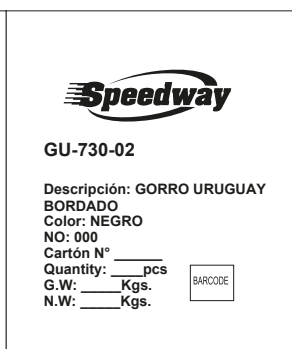 Speedway
GU-730-02
Descripción: GORRO URUGUAY
BORDADO
Color: NEGRO
NO: 000
Cartón N° ______
Quantity: ____pcs
G.W: _____Kgs.
N.W: _____Kgs.
BARCODE